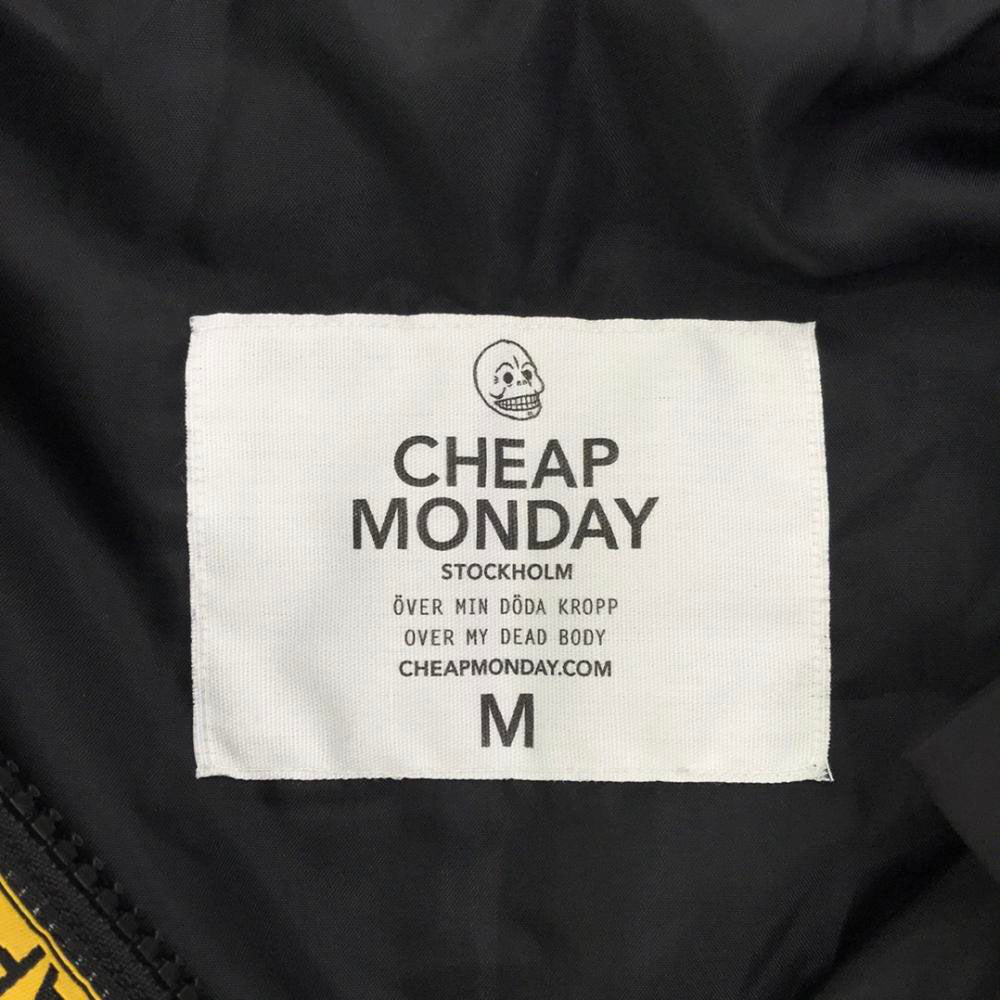 CHEAP
MONDAY
STOCKHOLM
ÖVER MIN DÖDA KROPP
OVER MY DEAD BODY
CHEAPMONDAY.COM
M